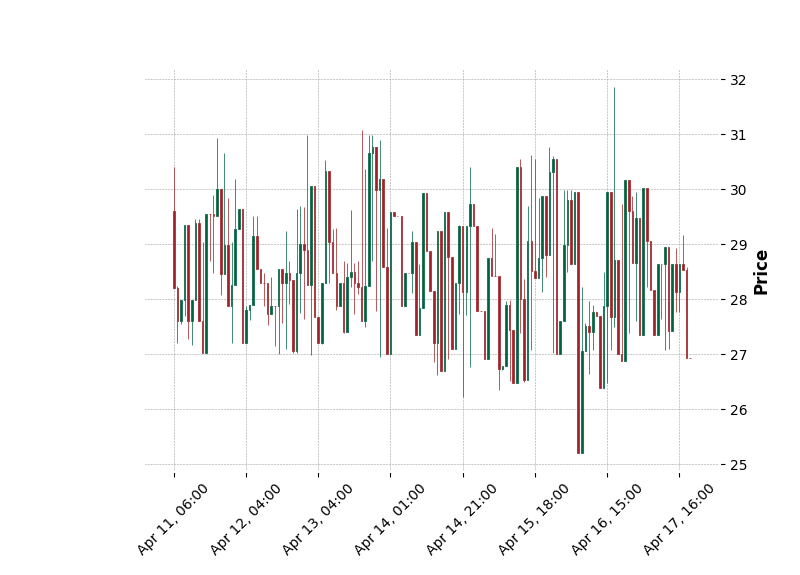 32
31
30
29
28
27
26
25
Price
Apr 11, 06:00
Apr 12, 04:00
Apr 13, 04:00
Apr 14, 01:00
Apr 14, 21:00
Apr 15, 18:00
Apr 16, 15:00
Apr 17, 16:00